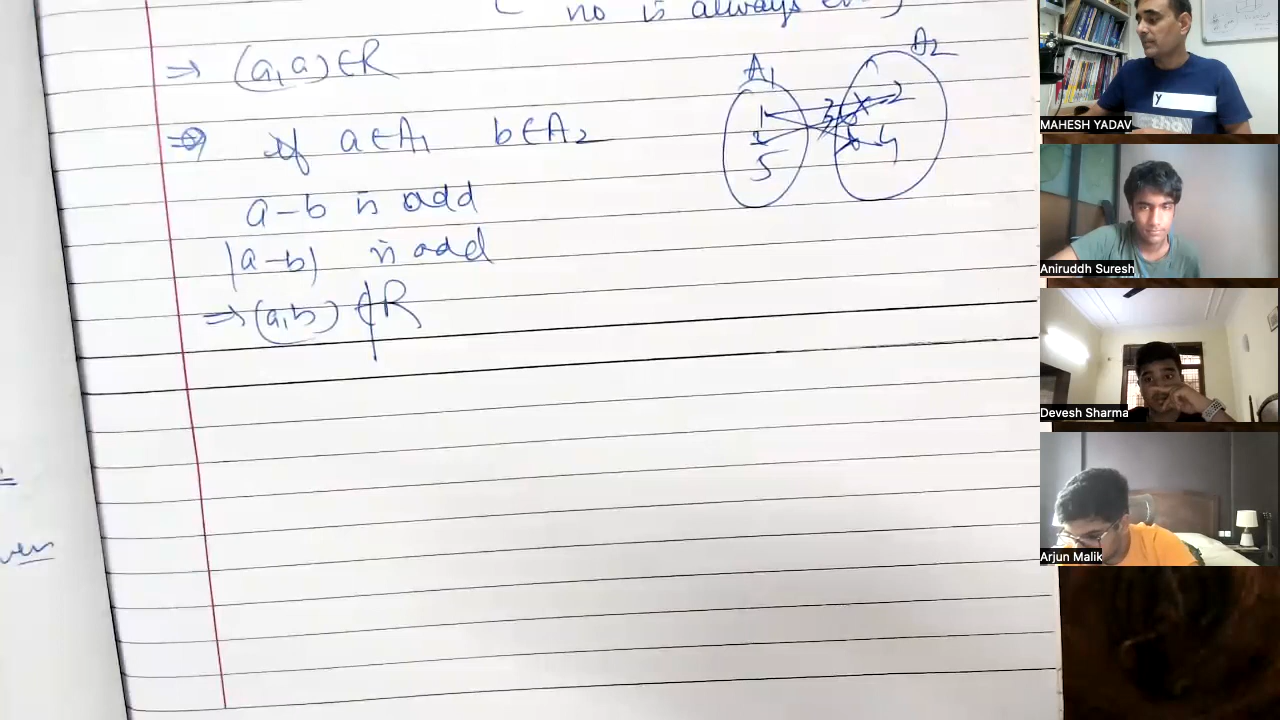 no is always even }
⇒ (a, a) ∈ R
⇒ if a ∈ A₁ b ∈ A₂
a - b is odd
|a - b| is odd
⇒ (a, b) ∉ R
A₁
A₂
1
3
5
2
4
MAHESH YADAV
Aniruddh Suresh
Devesh Sharma
Arjun Malik
Y